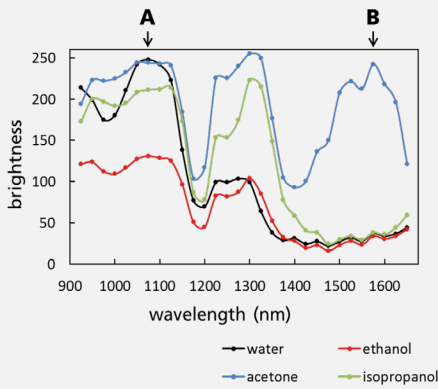 A B
250
200
150
100
50
0
brightness
900 1000 1100 1200 1300 1400 1500 1600
wavelength (nm)
water ethanol
acetone isopropanol